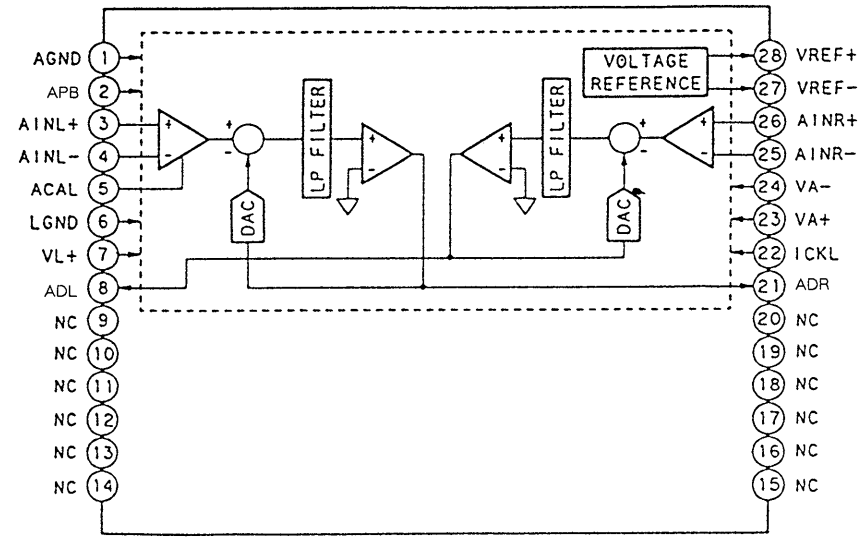 AGND 1
APB 2
AINL+ 3
AINL- 4
ACAL 5
LGND 6
VL+ 7
ADL 8
NC 9
NC 10
NC 11
NC 12
NC 13
NC 14
+
-
+
-
DAC
LP FILTER
+
-
VOLTAGE
REFERENCE
+
-
LP FILTER
+
-
DAC
+
-
28 VREF+
27 VREF-
26 AINR+
25 AINR-
24 VA-
23 VA+
22 ICKL
21 ADR
20 NC
19 NC
18 NC
17 NC
16 NC
15 NC